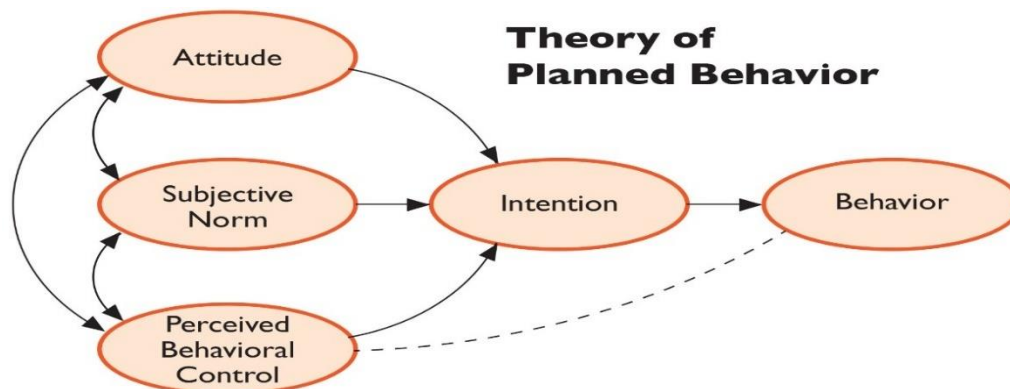 Theory of
Planned Behavior
Attitude
Subjective
Norm
Perceived
Behavioral
Control
Intention
Behavior